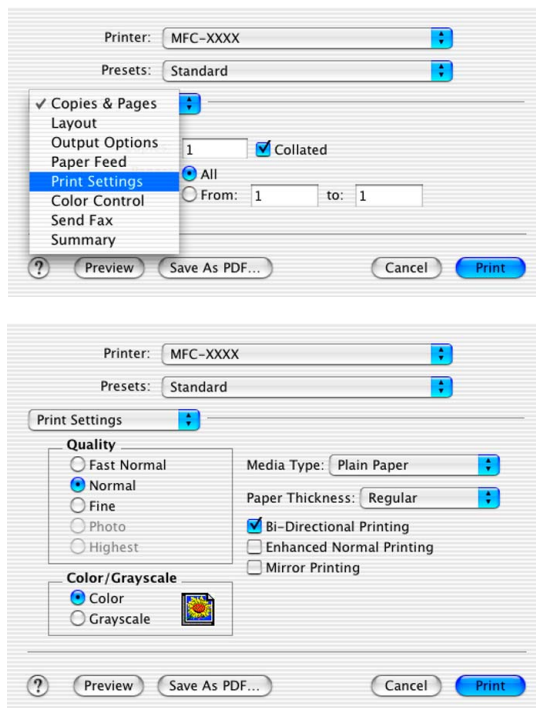 Printer: MFC-XXXX
Presets: Standard
✓ Copies & Pages
Layout
Output Options
Paper Feed
Print Settings
Color Control
Send Fax
Summary
1 Collated
All
From: 1 to: 1
? Preview Save As PDF... Cancel Print
Printer: MFC-XXXX
Presets: Standard
Print Settings
Quality
Fast Normal
Normal
Fine
Photo
Highest
Color/Grayscale
Color
Grayscale
Media Type: Plain Paper
Paper Thickness: Regular
Bi-Directional Printing
Enhanced Normal Printing
Mirror Printing
? Preview Save As PDF... Cancel Print